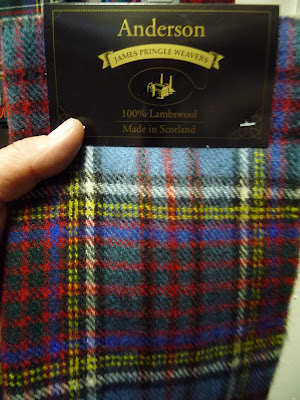 Anderson
JAMES PRINGLE WEAVERS
100% Lambswool
Made in Scotland